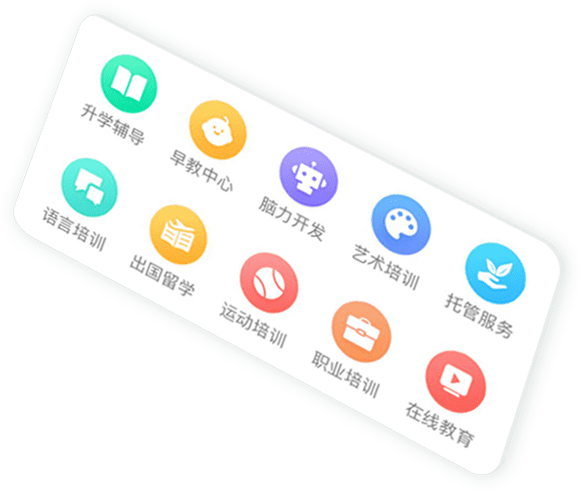 升学辅导
早教中心
脑力开发
艺术培训
托管服务
语言培训
出国留学
运动培训
职业培训
在线教育